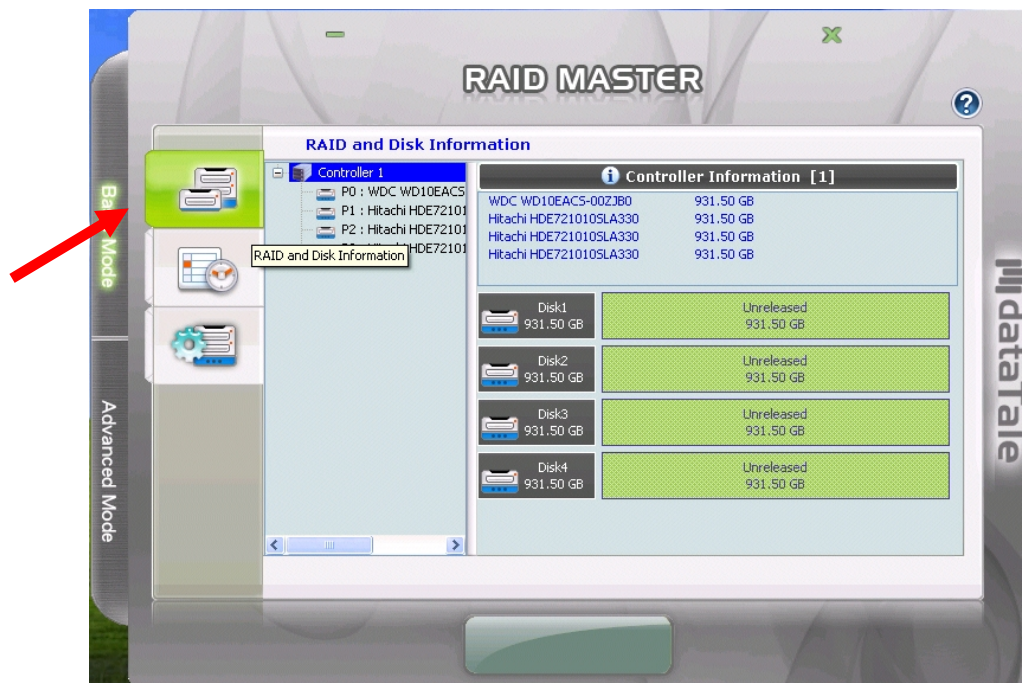 RAID MASTER
RAID and Disk Information
Controller 1
P0 : WDC WD10EACS
P1 : Hitachi HDE72101
P2 : Hitachi HDE72101
HDE72101
RAID and Disk Information
Controller Information [1]
WDC WD10EACS-00ZJB0 931.50 GB
Hitachi HDE721010SLA330 931.50 GB
Hitachi HDE721010SLA330 931.50 GB
Hitachi HDE721010SLA330 931.50 GB
Disk1
931.50 GB
Unreleased
931.50 GB
Disk2
931.50 GB
Unreleased
931.50 GB
Disk3
931.50 GB
Unreleased
931.50 GB
Disk4
931.50 GB
Unreleased
931.50 GB
Mode
Advanced Mode
dataTale